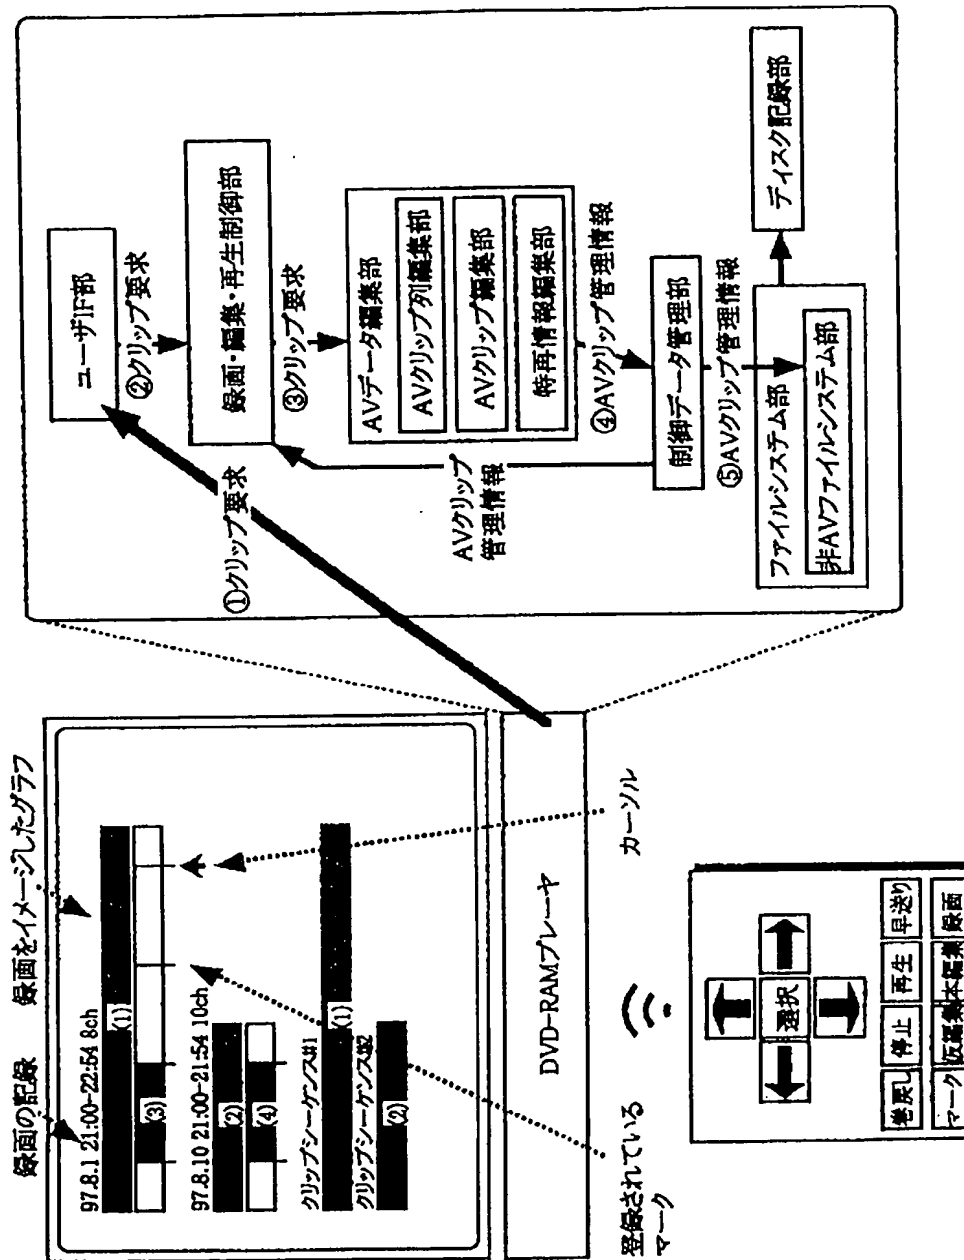 録画の記録
録画をイメージしたグラフ
97.8.1 21:00-22:54 8ch
(1)
(3)
97.8.10 21:00-21:54 10ch
(2)
(4)
クリップシーケンス#1
(1)
クリップシーケンス#2
(2)
DVD-RAMプレーヤ
登録されている
マーク
カーソル
選択
巻戻し
停止
再生
早送り
マーク
仮編集
本編集
録画
ユーザIF部
①クリップ要求
②クリップ要求
録画・編集・再生制御部
③クリップ要求
AVデータ編集部
AVクリップ列編集部
AVクリップ編集部
特再情報編集部
AVクリップ
管理情報
④AVクリップ管理情報
制御データ管理部
⑤AVクリップ管理情報
ファイルシステム部
非AVファイルシステム部
ディスク記録部